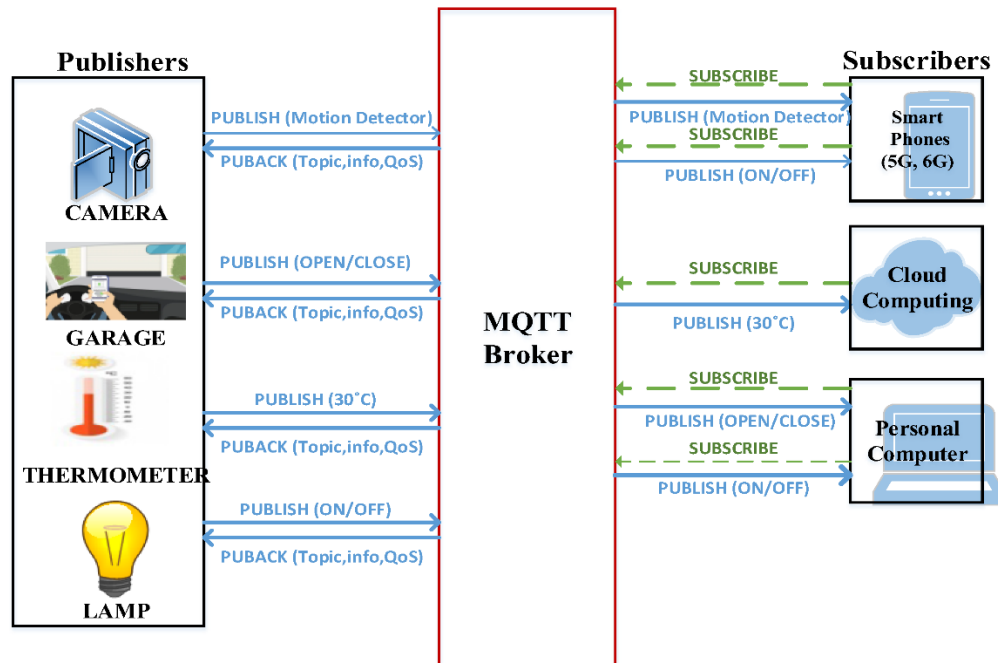 Publishers
PUBLISH (Motion Detector)
PUBACK (Topic,info,QoS)
CAMERA
PUBLISH (OPEN/CLOSE)
PUBACK (Topic,info,QoS)
GARAGE
PUBLISH (30°C)
PUBACK (Topic,info,QoS)
THERMOMETER
PUBLISH (ON/OFF)
PUBACK (Topic,info,QoS)
LAMP
MQTT
Broker
Subscribers
SUBSCRIBE
PUBLISH (Motion Detector)
SUBSCRIBE
PUBLISH (ON/OFF)
Smart
Phones
(5G, 6G)
SUBSCRIBE
PUBLISH (30°C)
Cloud
Computing
SUBSCRIBE
PUBLISH (OPEN/CLOSE)
SUBSCRIBE
PUBLISH (ON/OFF)
Personal
Computer